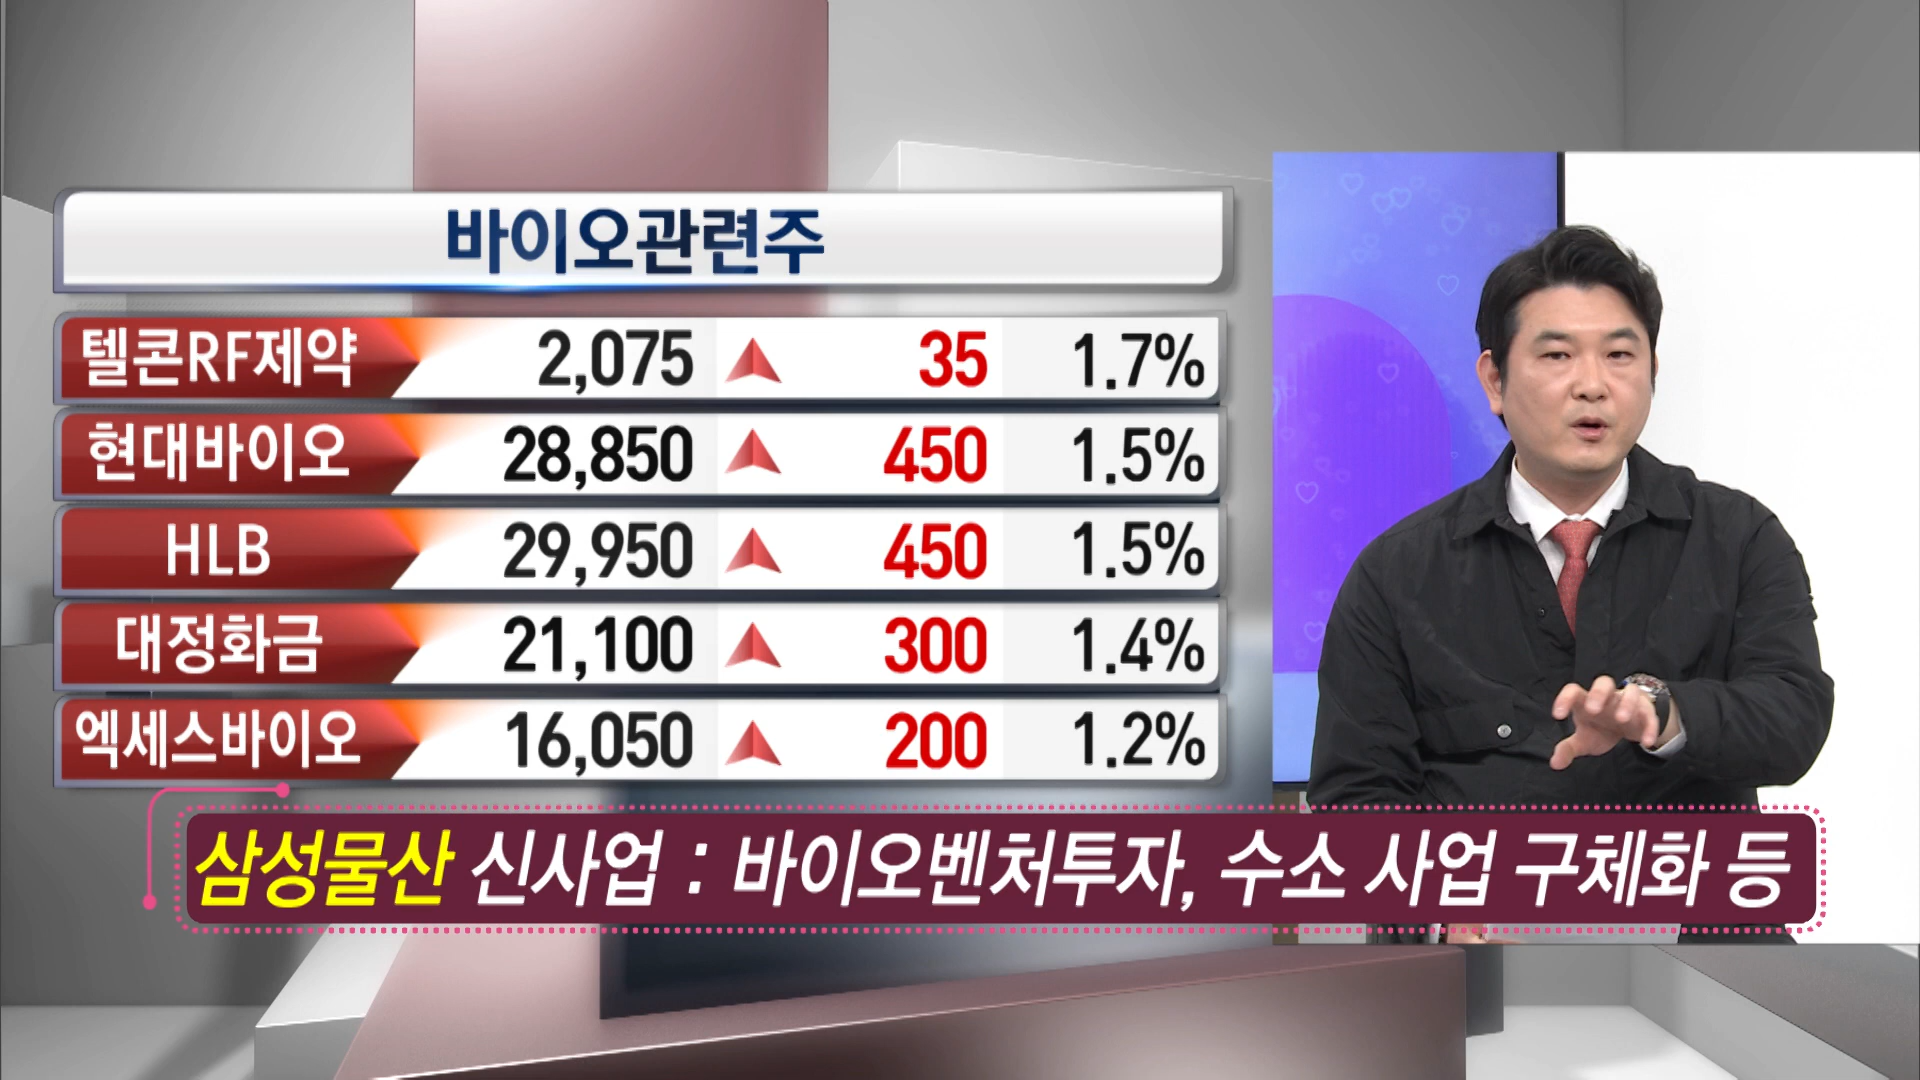 바이오관련주
텔콘RF제약 2,075 35 1.7%
현대바이오 28,850 450 1.5%
HLB 29,950 450 1.5%
대정화금 21,100 300 1.4%
엑세스바이오 16,050 200 1.2%
삼성물산 신사업 : 바이오벤처투자, 수소 사업 구체화 등